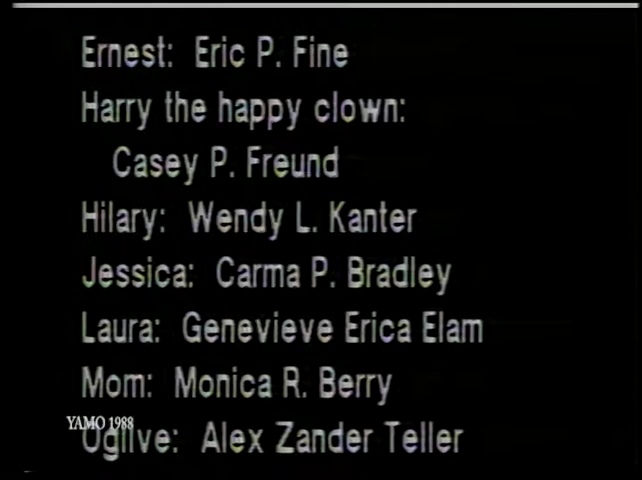 Ernest: Eric P. Fine
Harry the happy clown:
Casey P. Freund
Hilary: Wendy L. Kanter
Jessica: Carma P. Bradley
Laura: Genevieve Erica Elam
Mom: Monica R. Berry
YAMO 1988
Ogilve: Alex Zander Teller